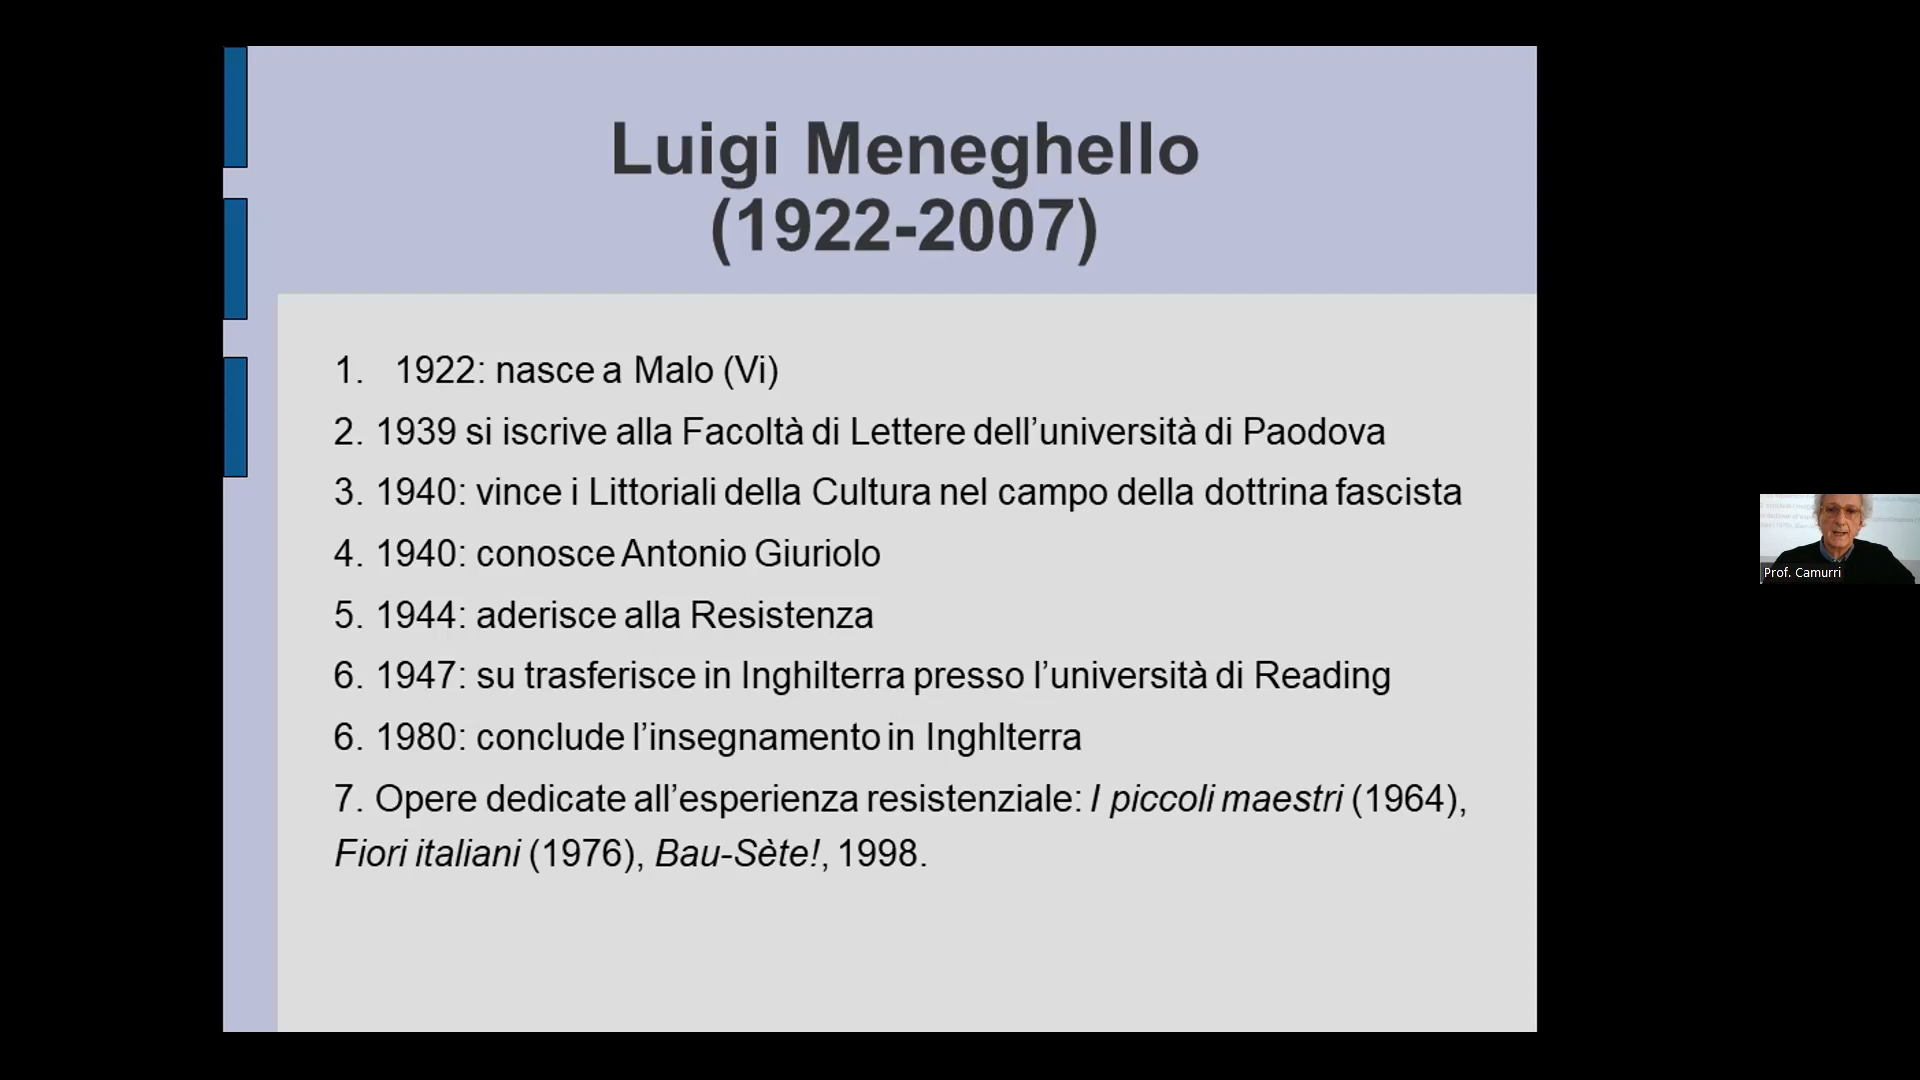 Luigi Meneghello
(1922-2007)
1. 1922: nasce a Malo (Vi)
2. 1939 si iscrive alla Facoltà di Lettere dell’università di Paodova
3. 1940: vince i Littoriali della Cultura nel campo della dottrina fascista
4. 1940: conosce Antonio Giuriolo
5. 1944: aderisce alla Resistenza
6. 1947: su trasferisce in Inghilterra presso l’università di Reading
6. 1980: conclude l’insegnamento in Inghlterra
7. Opere dedicate all’esperienza resistenziale: I piccoli maestri (1964),
Fiori italiani (1976), Bau-Sète!, 1998.
Prof. Camurri